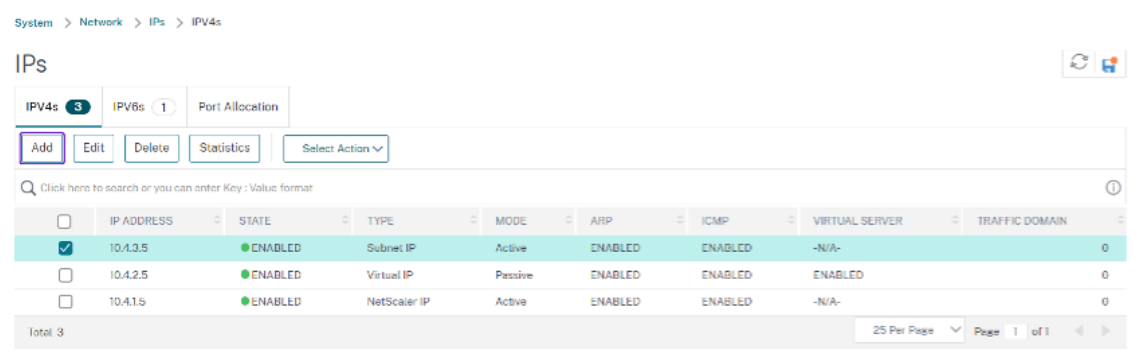 System > Network > IPs > IPV4s
IPs
IPV4s 3 IPV6s 1 Port Allocation
Add Edit Delete Statistics Select Action
Click here to search or you can enter Key : Value format
IP ADDRESS STATE TYPE MODE ARP ICMP VIRTUAL SERVER TRAFFIC DOMAIN
10.4.3.5 ENABLED Subnet IP Active ENABLED ENABLED -N/A- 0
10.4.2.5 ENABLED Virtual IP Passive ENABLED ENABLED ENABLED 0
10.4.1.5 ENABLED NetScaler IP Active ENABLED ENABLED -N/A- 0
Total 3 25 Per Page Page 1 of 1